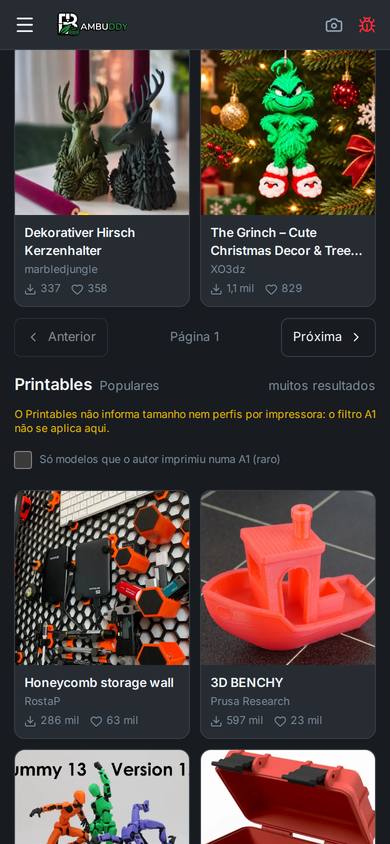 AMBUDDY
Dekorativer Hirsch
Kerzenhalter
marbledjungle
337 358
The Grinch – Cute
Christmas Decor & Tree...
XO3dz
1,1 mil 829
Anterior
Página 1
Próxima
Printables Populares
muitos resultados
O Printables não informa tamanho nem perfis por impressora: o filtro A1
não se aplica aqui.
Só modelos que o autor imprimiu numa A1 (raro)
Honeycomb storage wall
RostaP
286 mil 63 mil
3D BENCHY
Prusa Research
597 mil 23 mil
ummy 13 Version 1